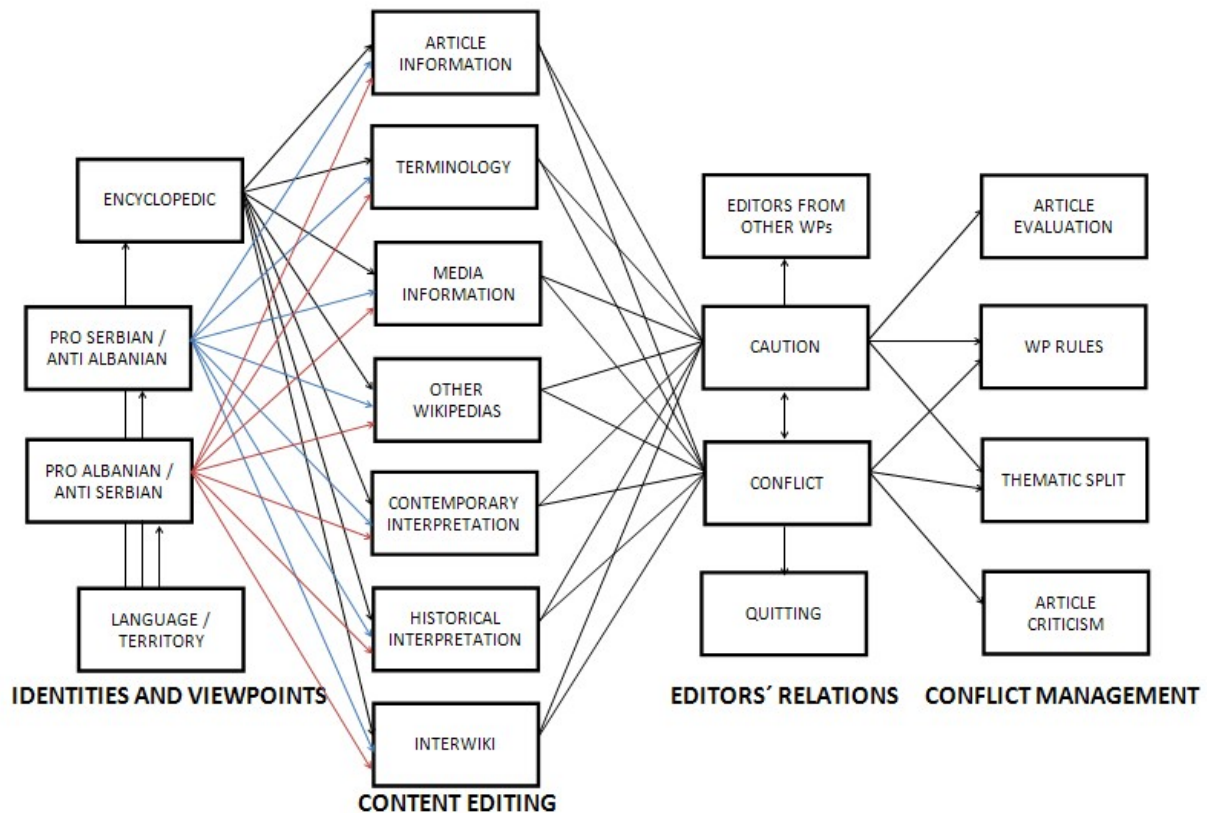 ENCYCLOPEDIC
PRO SERBIAN /
ANTI ALBANIAN
PRO ALBANIAN /
ANTI SERBIAN
LANGUAGE /
TERRITORY
IDENTITIES AND VIEWPOINTS
ARTICLE
INFORMATION
TERMINOLOGY
MEDIA
INFORMATION
OTHER
WIKIPEDIAS
CONTEMPORARY
INTERPRETATION
HISTORICAL
INTERPRETATION
INTERWIKI
CONTENT EDITING
EDITORS FROM
OTHER WPs
CAUTION
CONFLICT
QUITTING
EDITORS´ RELATIONS
ARTICLE
EVALUATION
WP RULES
THEMATIC SPLIT
ARTICLE
CRITICISM
CONFLICT MANAGEMENT